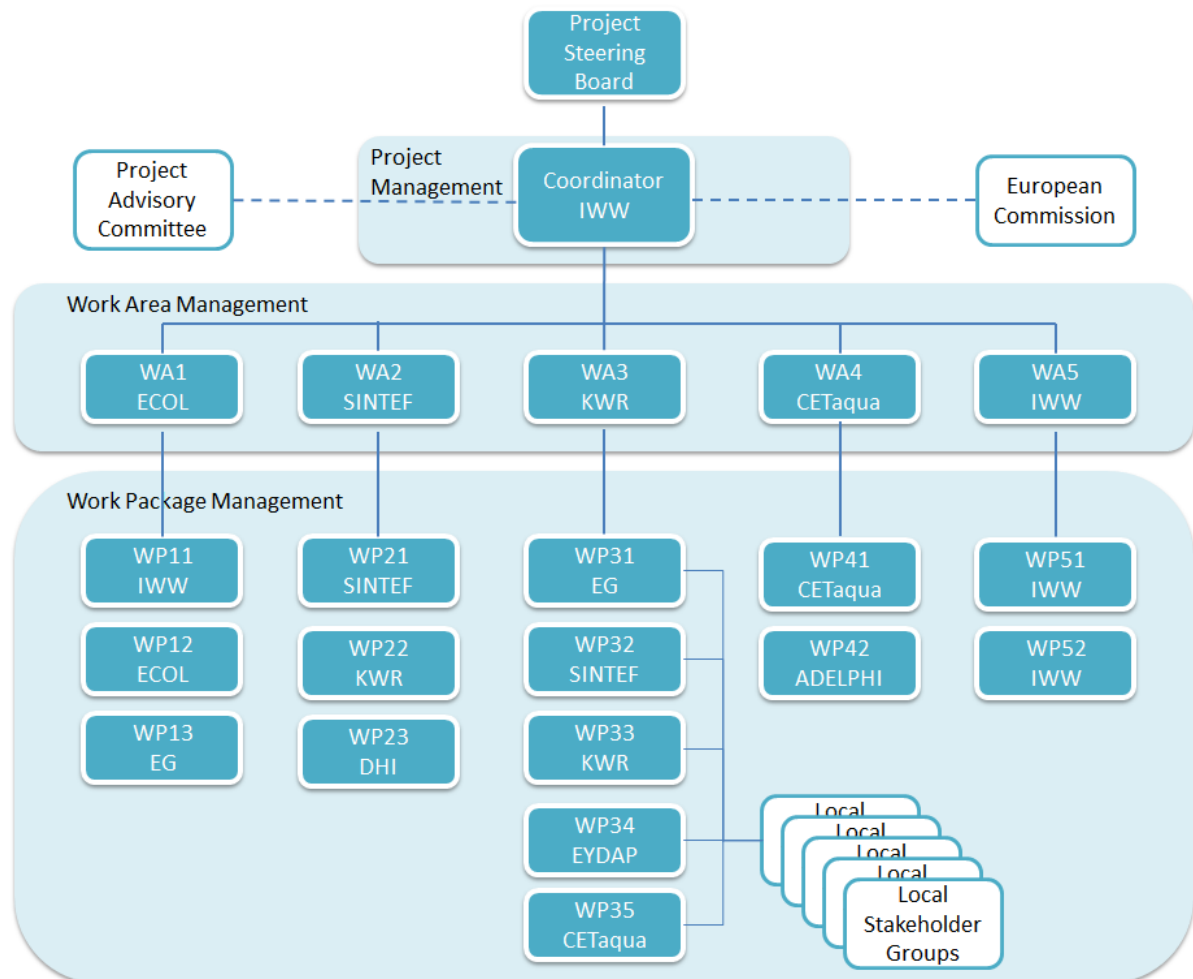 Project
Steering
Board
Project
Management
Coordinator
IWW
Project
Advisory
Committee
European
Commission
Work Area Management
WA1
ECOL
WA2
SINTEF
WA3
KWR
WA4
CETaqua
WA5
IWW
Work Package Management
WP11
IWW
WP21
SINTEF
WP31
EG
WP41
CETaqua
WP51
IWW
WP12
ECOL
WP22
KWR
WP32
SINTEF
WP42
ADELPHI
WP52
IWW
WP13
EG
WP23
DHI
WP33
KWR
WP34
EYDAP
WP35
CETaqua
Local
Local
Local
Local
Local
Stakeholder
Groups